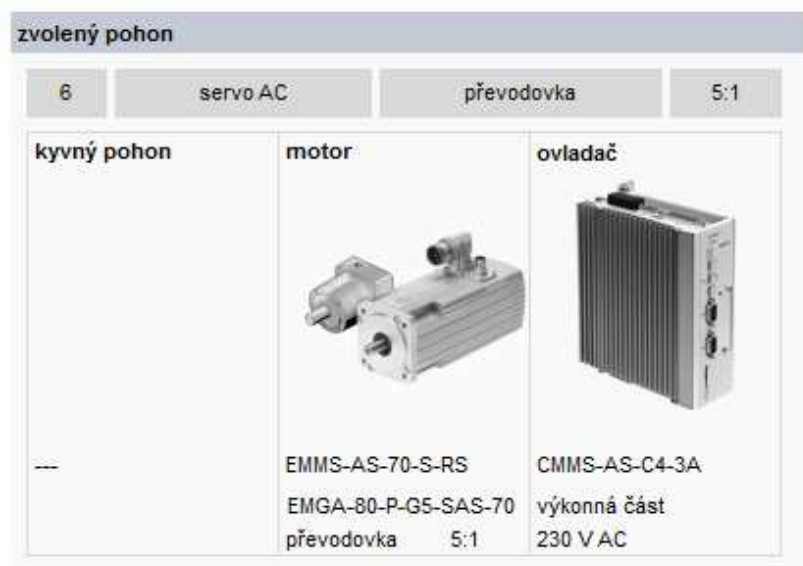 zvolený pohon
6 servo AC převodovka 5:1
kyvný pohon motor ovladač
--- EMMS-AS-70-S-RS CMMS-AS-C4-3A
EMGA-80-P-G5-SAS-70 výkonná část
převodovka 5:1 230 V AC